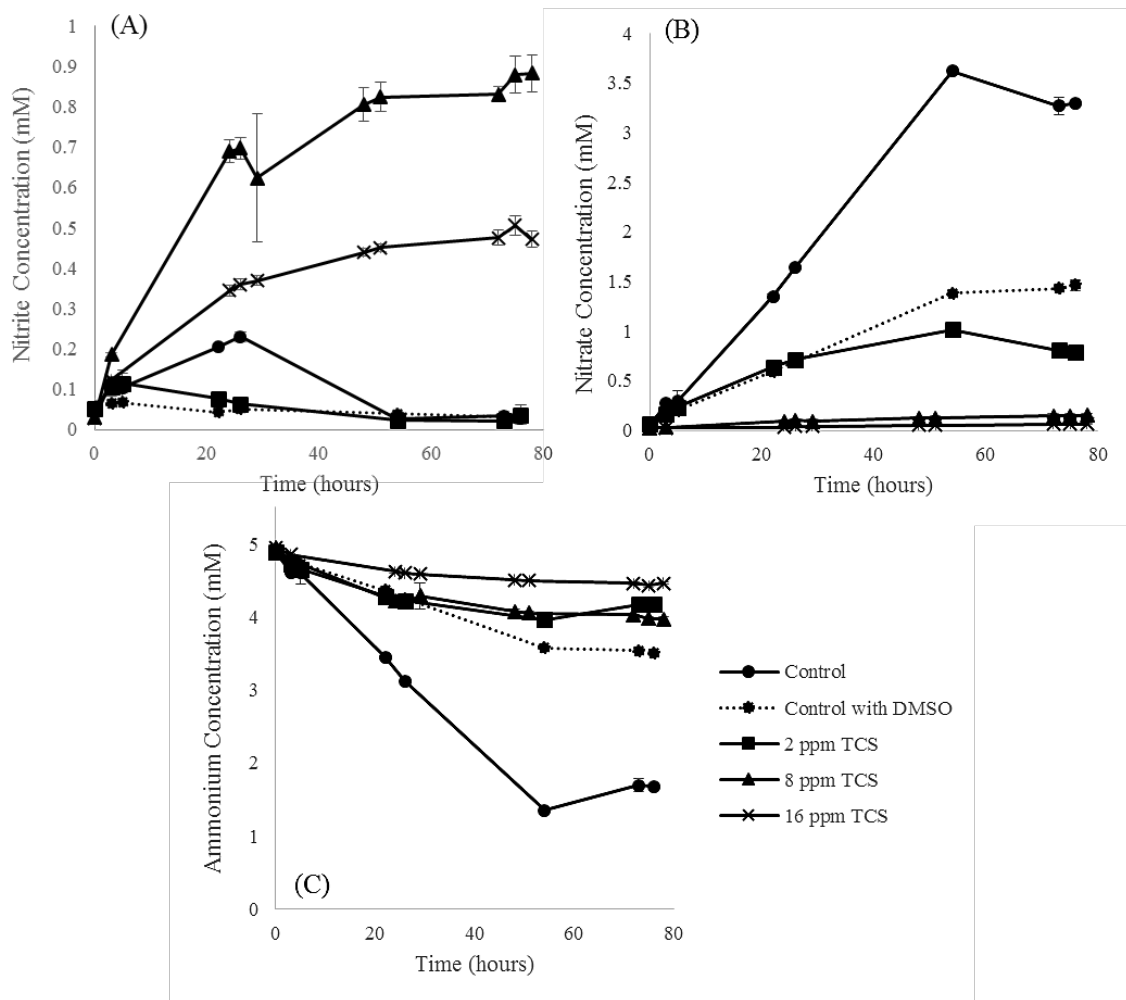 (A)
Nitrite Concentration (mM)
1
0.9
0.8
0.7
0.6
0.5
0.4
0.3
0.2
0.1
0
0 20 40 60 80
Time (hours)
(B)
Nitrate Concentration (mM)
4
3.5
3
2.5
2
1.5
1
0.5
0
0 20 40 60 80
Time (hours)
(C)
Ammonium Concentration (mM)
5
4
3
2
1
0
0 20 40 60 80
Time (hours)
Control
Control with DMSO
2 ppm TCS
8 ppm TCS
16 ppm TCS